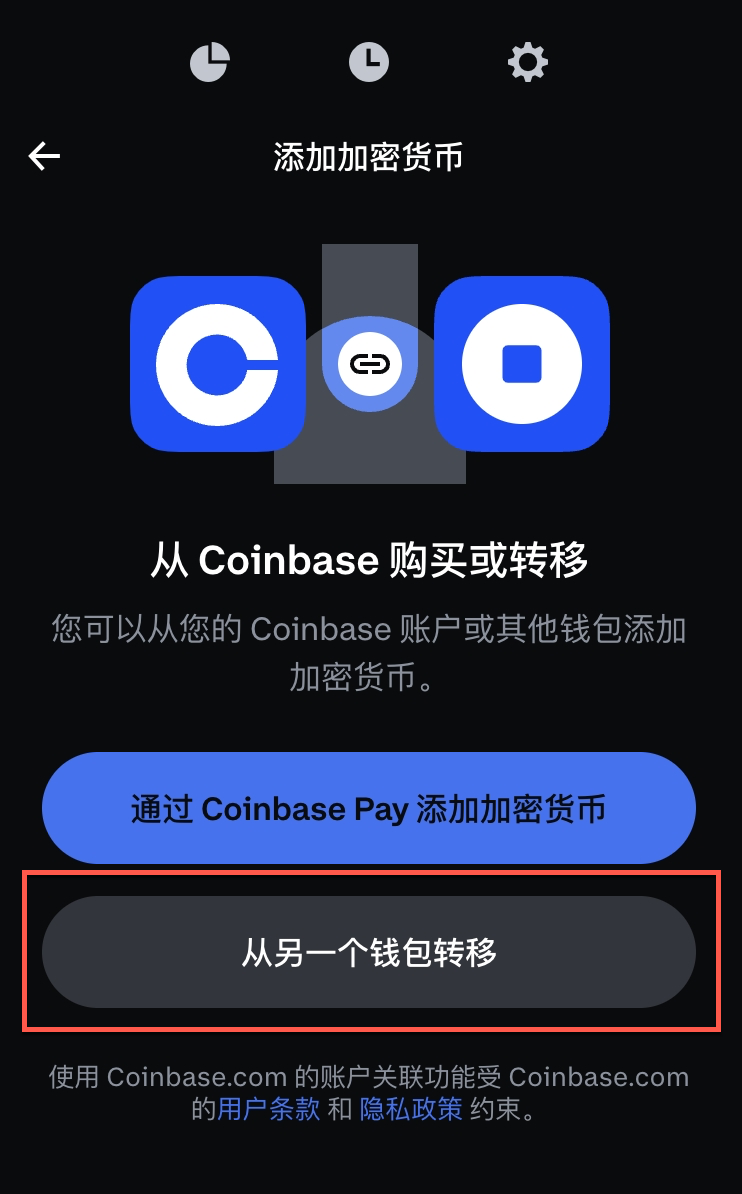 添加加密货币
从 Coinbase 购买或转移
您可以从您的 Coinbase 账户或其他钱包添加
加密货币。
通过 Coinbase Pay 添加加密货币
从另一个钱包转移
使用 Coinbase.com 的账户关联功能受 Coinbase.com
的用户条款 和 隐私政策 约束。